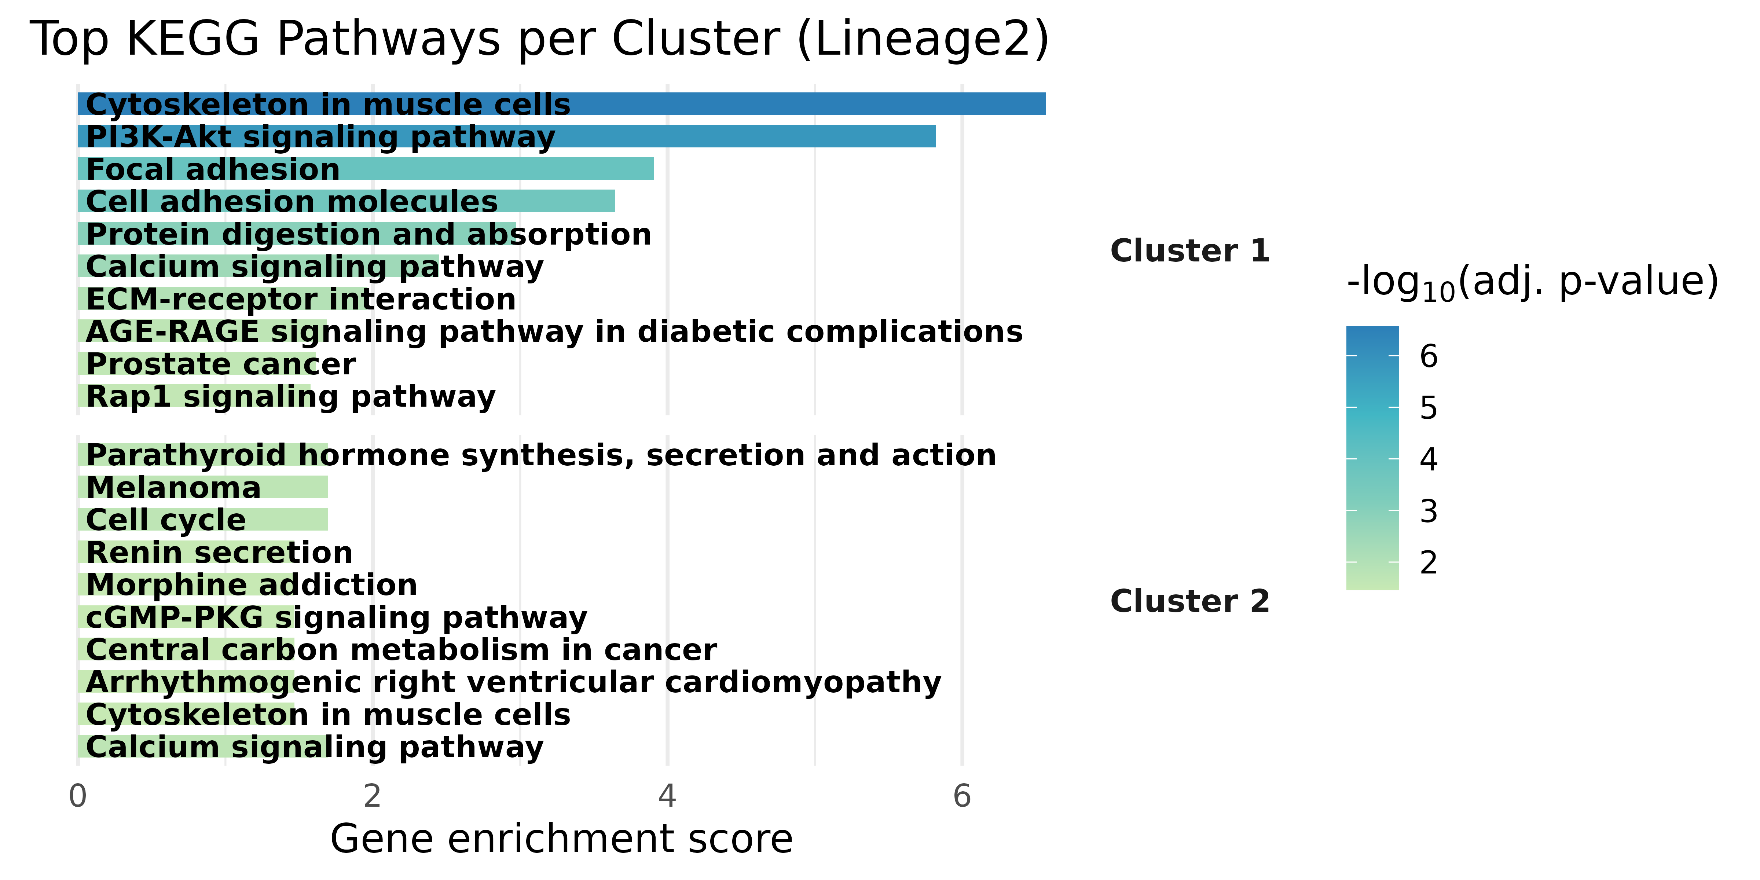 Top KEGG Pathways per Cluster (Lineage2)
Cytoskeleton in muscle cells
PI3K-Akt signaling pathway
Focal adhesion
Cell adhesion molecules
Protein digestion and absorption
Calcium signaling pathway
ECM-receptor interaction
AGE-RAGE signaling pathway in diabetic complications
Prostate cancer
Rap1 signaling pathway
Cluster 1
Parathyroid hormone synthesis, secretion and action
Melanoma
Cell cycle
Renin secretion
Morphine addiction
cGMP-PKG signaling pathway
Central carbon metabolism in cancer
Arrhythmogenic right ventricular cardiomyopathy
Cytoskeleton in muscle cells
Calcium signaling pathway
Cluster 2
0 2 4 6
Gene enrichment score
-log₁₀(adj. p-value)
6
5
4
3
2